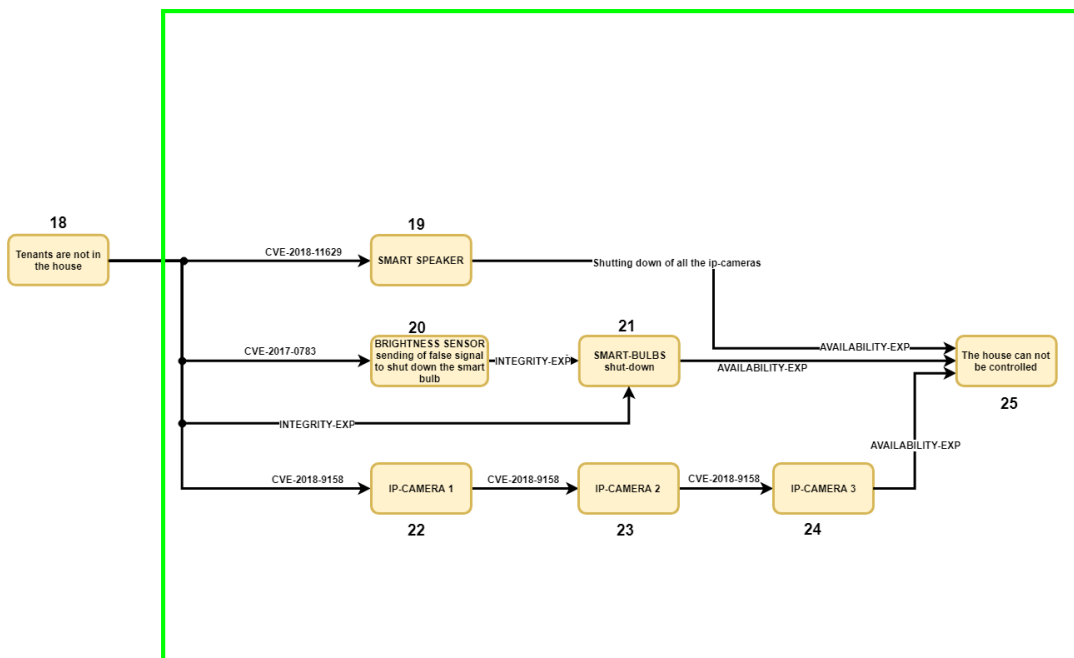 18
Tenants are not in
the house
19
CVE-2018-11629
SMART SPEAKER
Shutting down of all the ip-cameras
20
CVE-2017-0783
BRIGHTNESS SENSOR
sending of false signal
to shut down the smart
bulb
INTEGRITY-EXP
21
SMART-BULBS
shut-down
AVAILABILITY-EXP
AVAILABILITY-EXP
The house can not
be controlled
25
INTEGRITY-EXP
AVAILABILITY-EXP
CVE-2018-9158
IP-CAMERA 1
CVE-2018-9158
IP-CAMERA 2
CVE-2018-9158
IP-CAMERA 3
22
23
24